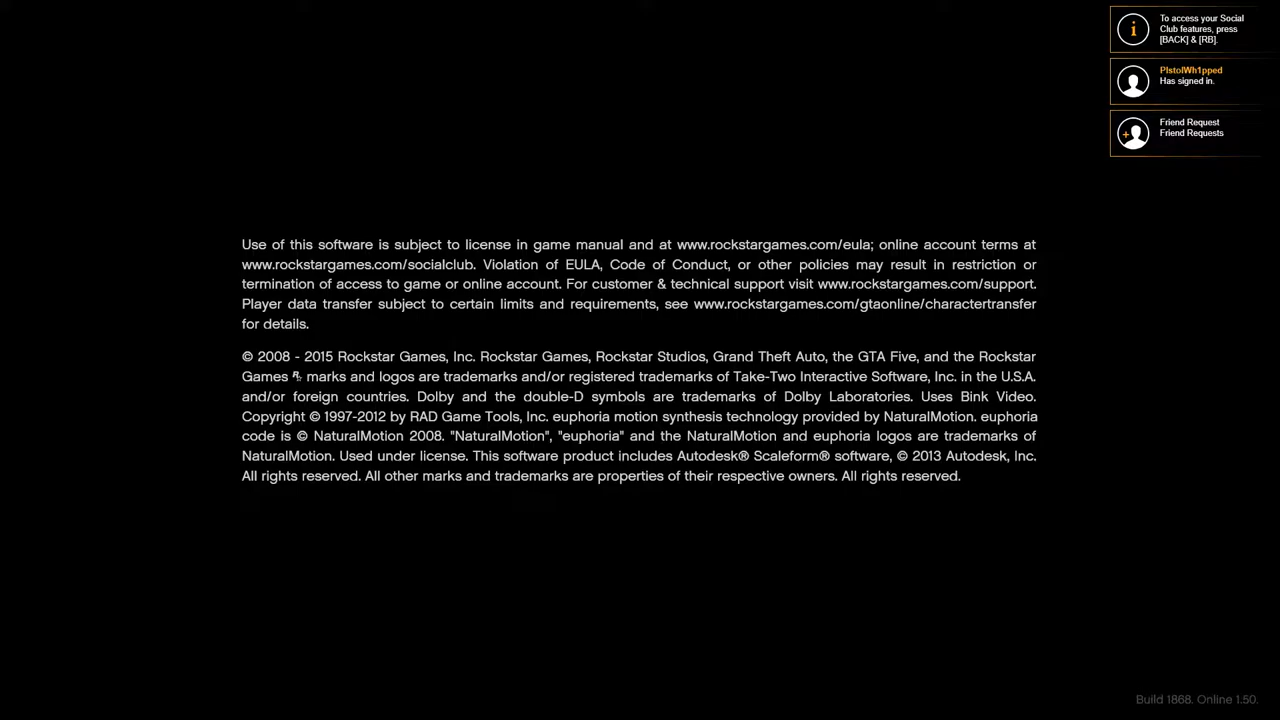 To access your Social
Club features, press
[BACK] & [RB].
PIstolWh1pped
Has signed in.
Friend Request
Friend Requests
Use of this software is subject to license in game manual and at www.rockstargames.com/eula; online account terms at
www.rockstargames.com/socialclub. Violation of EULA, Code of Conduct, or other policies may result in restriction or
termination of access to game or online account. For customer & technical support visit www.rockstargames.com/support.
Player data transfer subject to certain limits and requirements, see www.rockstargames.com/gtaonline/charactertransfer
for details.
© 2008 - 2015 Rockstar Games, Inc. Rockstar Games, Rockstar Studios, Grand Theft Auto, the GTA Five, and the Rockstar
Games R* marks and logos are trademarks and/or registered trademarks of Take-Two Interactive Software, Inc. in the U.S.A.
and/or foreign countries. Dolby and the double-D symbols are trademarks of Dolby Laboratories. Uses Bink Video.
Copyright © 1997-2012 by RAD Game Tools, Inc. euphoria motion synthesis technology provided by NaturalMotion. euphoria
code is © NaturalMotion 2008. "NaturalMotion", "euphoria" and the NaturalMotion and euphoria logos are trademarks of
NaturalMotion. Used under license. This software product includes Autodesk® Scaleform® software, © 2013 Autodesk, Inc.
All rights reserved. All other marks and trademarks are properties of their respective owners. All rights reserved.
Build 1868. Online 1.50.